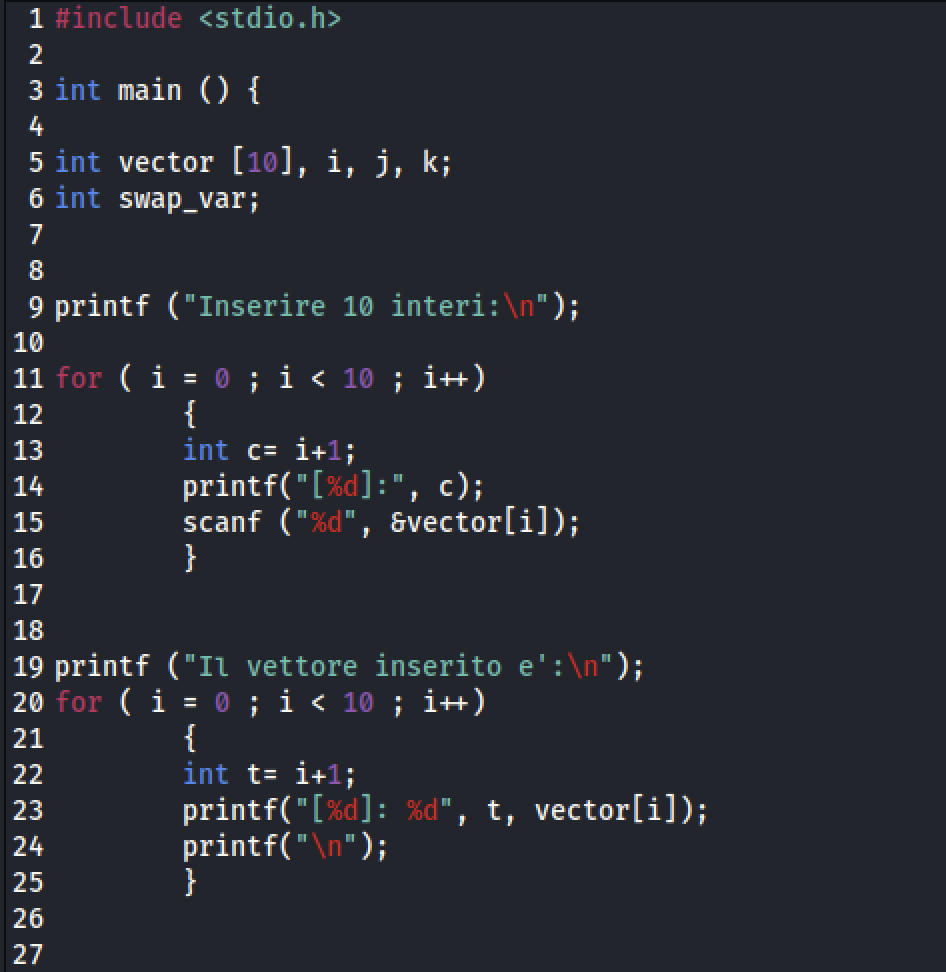 1 #include <stdio.h>
2
3 int main () {
4
5 int vector [10], i, j, k;
6 int swap_var;
7
8
9 printf ("Inserire 10 interi:\n");
10
11 for ( i = 0 ; i < 10 ; i++)
12 {
13 int c= i+1;
14 printf("[%d]:", c);
15 scanf ("%d", &vector[i]);
16 }
17
18
19 printf ("Il vettore inserito e':\n");
20 for ( i = 0 ; i < 10 ; i++)
21 {
22 int t= i+1;
23 printf("[%d]: %d", t, vector[i]);
24 printf("\n");
25 }
26
27